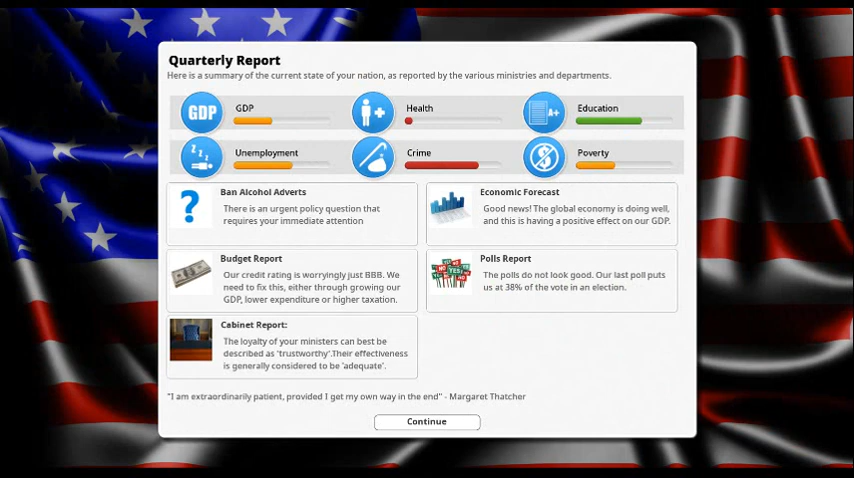 Quarterly Report
Here is a summary of the current state of your nation, as reported by the various ministries and departments.
GDP
GDP
Health
A+
Education
Unemployment
Crime
Poverty
Ban Alcohol Adverts
There is an urgent policy question that
requires your immediate attention
Economic Forecast
Good news! The global economy is doing well,
and this is having a positive effect on our GDP.
Budget Report
Our credit rating is worryingly just BBB. We
need to fix this, either through growing our
GDP, lower expenditure or higher taxation.
Polls Report
The polls do not look good. Our last poll puts
us at 38% of the vote in an election.
NO YES! NO
Cabinet Report:
The loyalty of your ministers can best be
described as 'trustworthy'.Their effectiveness
is generally considered to be 'adequate'.
"I am extraordinarily patient, provided I get my own way in the end" - Margaret Thatcher
Continue